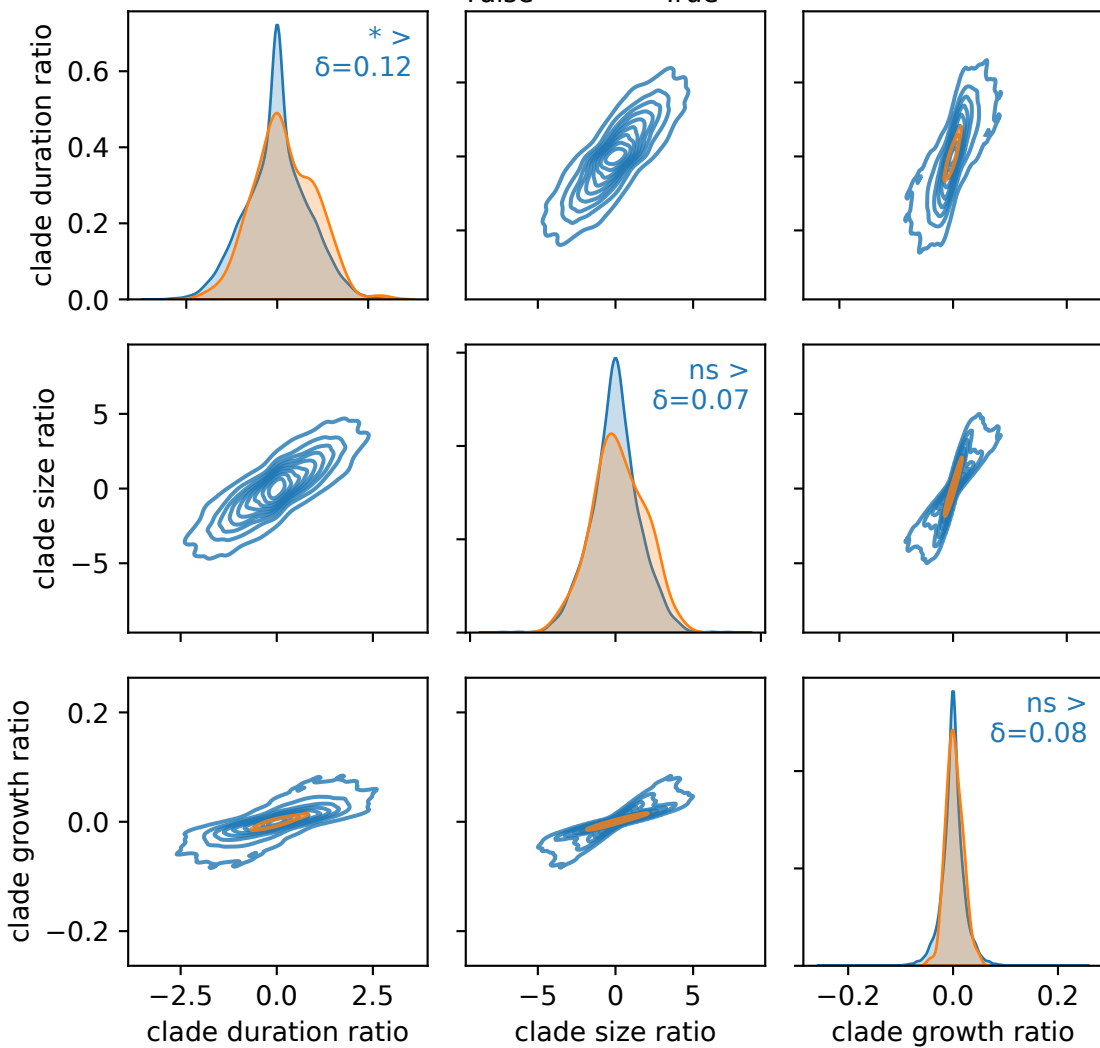 False True
clade duration ratio
0.6
0.4
0.2
0.0
* >
δ=0.12
clade size ratio
5
0
−5
ns >
δ=0.07
clade growth ratio
0.2
0.0
−0.2
ns >
δ=0.08
−2.5 0.0 2.5
−5 0 5
−0.2 0.0 0.2
clade duration ratio
clade size ratio
clade growth ratio